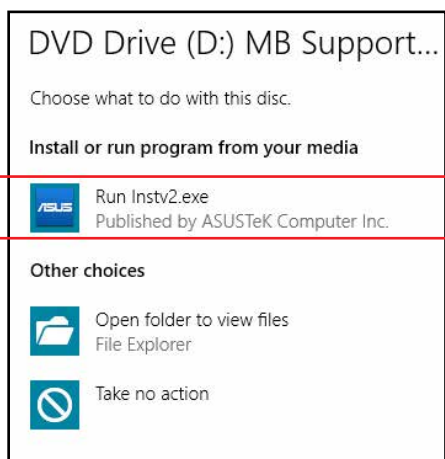 DVD Drive (D:) MB Support...
Choose what to do with this disc.
Install or run program from your media
ASUS
Run Instv2.exe
Published by ASUSTeK Computer Inc.
Other choices
Open folder to view files
File Explorer
Take no action